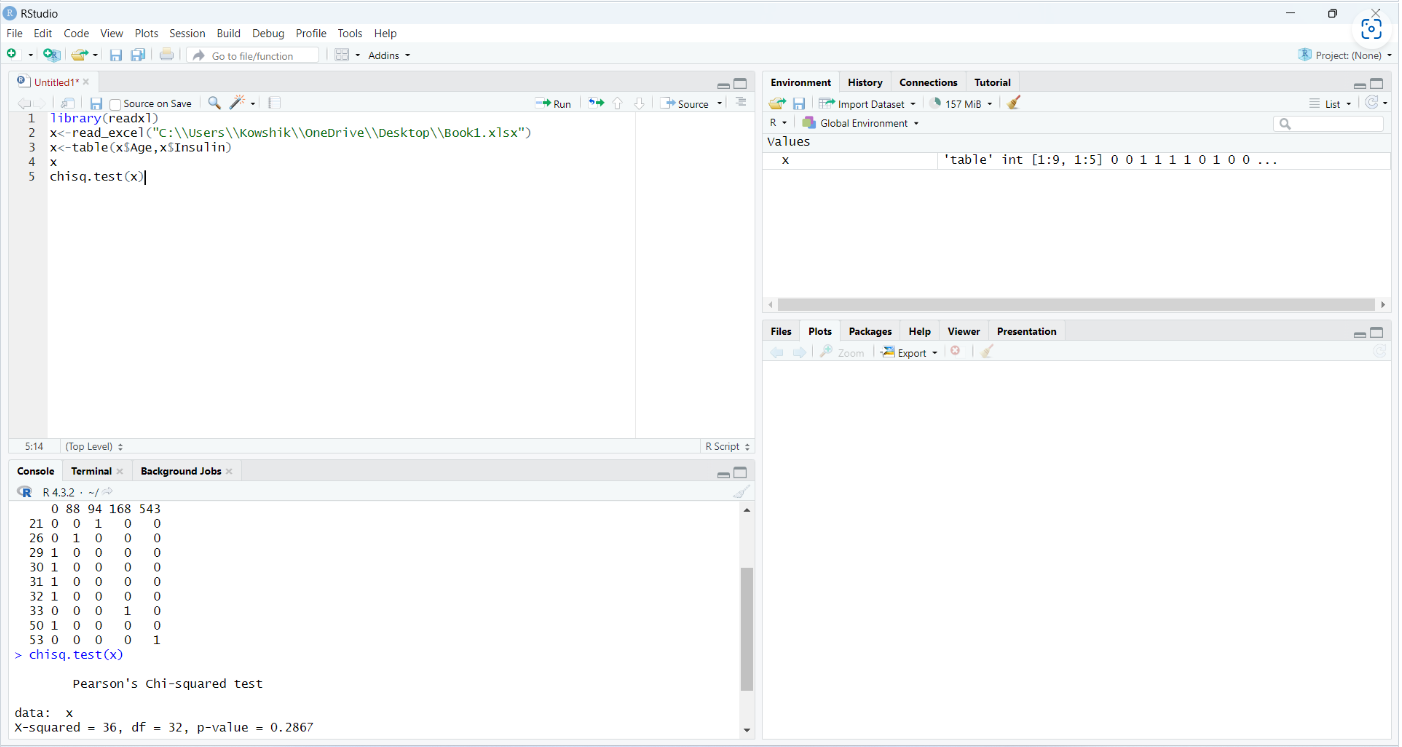 RStudio
File Edit Code View Plots Session Build Debug Profile Tools Help
Go to file/function Addins Project: (None)
Untitled1*
Source on Save Run Source
1 library(readxl)
2 x<-read_excel("C:\\Users\\Kowshik\\OneDrive\\Desktop\\Book1.xlsx")
3 x<-table(x$Age,x$Insulin)
4 x
5 chisq.test(x)
5:14 (Top Level) R Script
Console Terminal Background Jobs
R 4.3.2 · ~/
0 88 94 168 543
21 0 0 1 0 0
26 0 1 0 0 0
29 1 0 0 0 0
30 1 0 0 0 0
31 1 0 0 0 0
32 1 0 0 0 0
33 0 0 0 1 0
50 1 0 0 0 0
53 0 0 0 0 1
> chisq.test(x)
Pearson's Chi-squared test
data: x
X-squared = 36, df = 32, p-value = 0.2867
Environment History Connections Tutorial
Import Dataset 157 MiB List
R Global Environment
Values
x 'table' int [1:9, 1:5] 0 0 1 1 1 1 0 1 0 0 ...
Files Plots Packages Help Viewer Presentation
Zoom Export